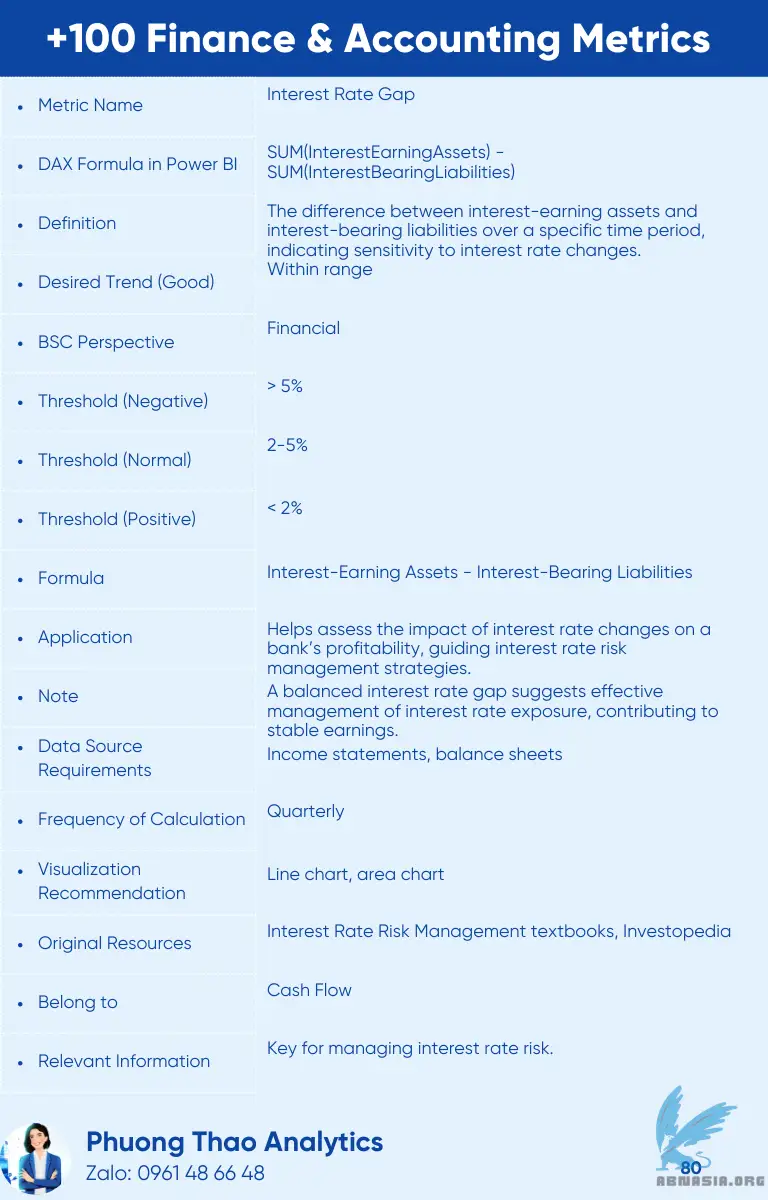 +100 Finance & Accounting Metrics
• Metric Name
Interest Rate Gap
• DAX Formula in Power BI
SUM(InterestEarningAssets) -
SUM(InterestBearingLiabilities)
• Definition
The difference between interest-earning assets and
interest-bearing liabilities over a specific time period,
indicating sensitivity to interest rate changes.
• Desired Trend (Good)
Within range
• BSC Perspective
Financial
• Threshold (Negative)
> 5%
• Threshold (Normal)
2-5%
• Threshold (Positive)
< 2%
• Formula
Interest-Earning Assets - Interest-Bearing Liabilities
• Application
Helps assess the impact of interest rate changes on a
bank's profitability, guiding interest rate risk
management strategies.
• Note
A balanced interest rate gap suggests effective
management of interest rate exposure, contributing to
stable earnings.
• Data Source
Requirements
Income statements, balance sheets
• Frequency of Calculation
Quarterly
• Visualization
Recommendation
Line chart, area chart
• Original Resources
Interest Rate Risk Management textbooks, Investopedia
• Belong to
Cash Flow
• Relevant Information
Key for managing interest rate risk.
Phuong Thao Analytics
Zalo: 0961 48 66 48
80
ABNASIA.ORG